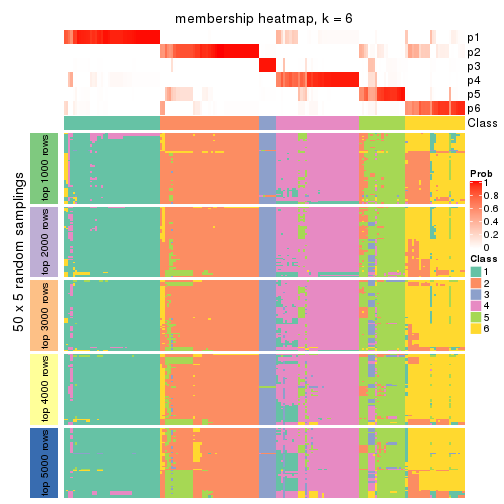 membership heatmap, k = 6
p1
p2
p3
p4
p5
p6
Class
50 x 5 random samplings
top 1000 rows
top 2000 rows
top 3000 rows
top 4000 rows
top 5000 rows
Prob
1
0.8
0.6
0.4
0.2
0
Class
1
2
3
4
5
6